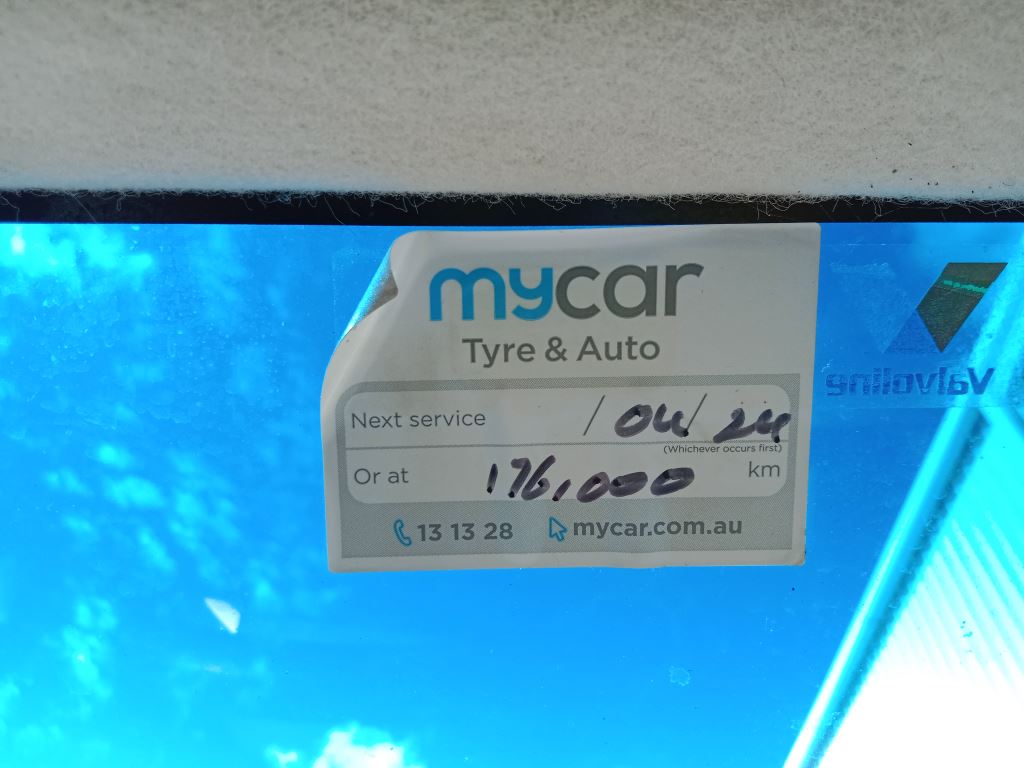 mycar
Tyre & Auto
Next service / 04/ 24
(Whichever occurs first)
Or at 176,000 km
13 13 28 mycar.com.au
Valvoline